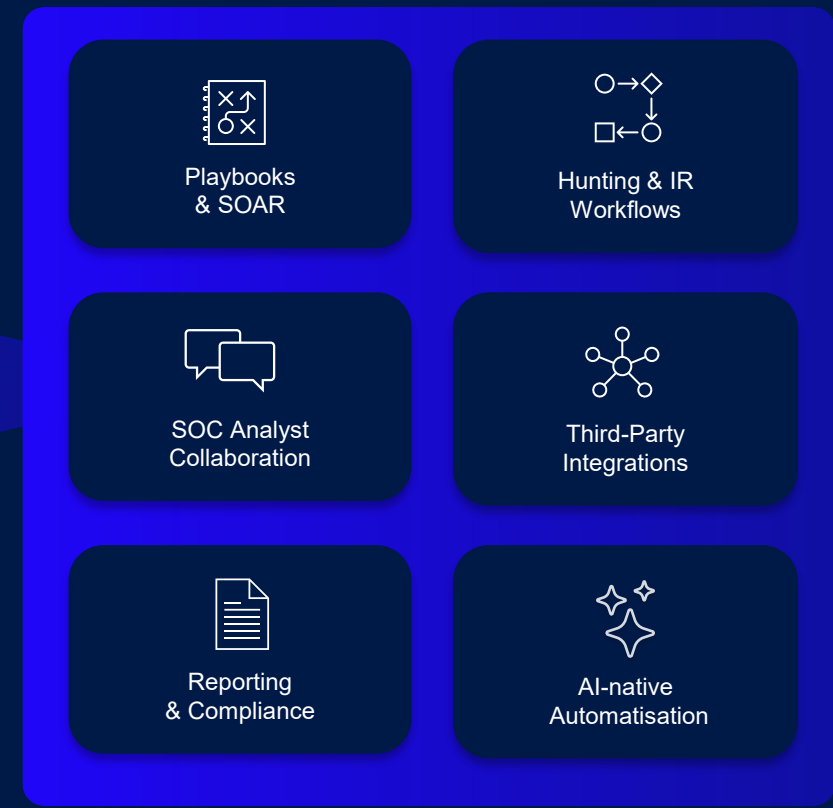 Playbooks
& SOAR
Hunting & IR
Workflows
SOC Analyst
Collaboration
Third-Party
Integrations
Reporting
& Compliance
AI-native
Automatisation